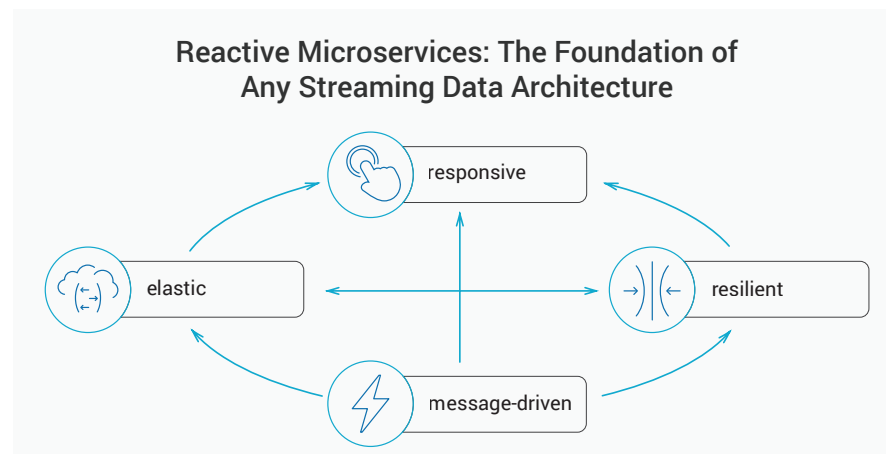 Reactive Microservices: The Foundation of
Any Streaming Data Architecture
responsive
elastic
resilient
message-driven